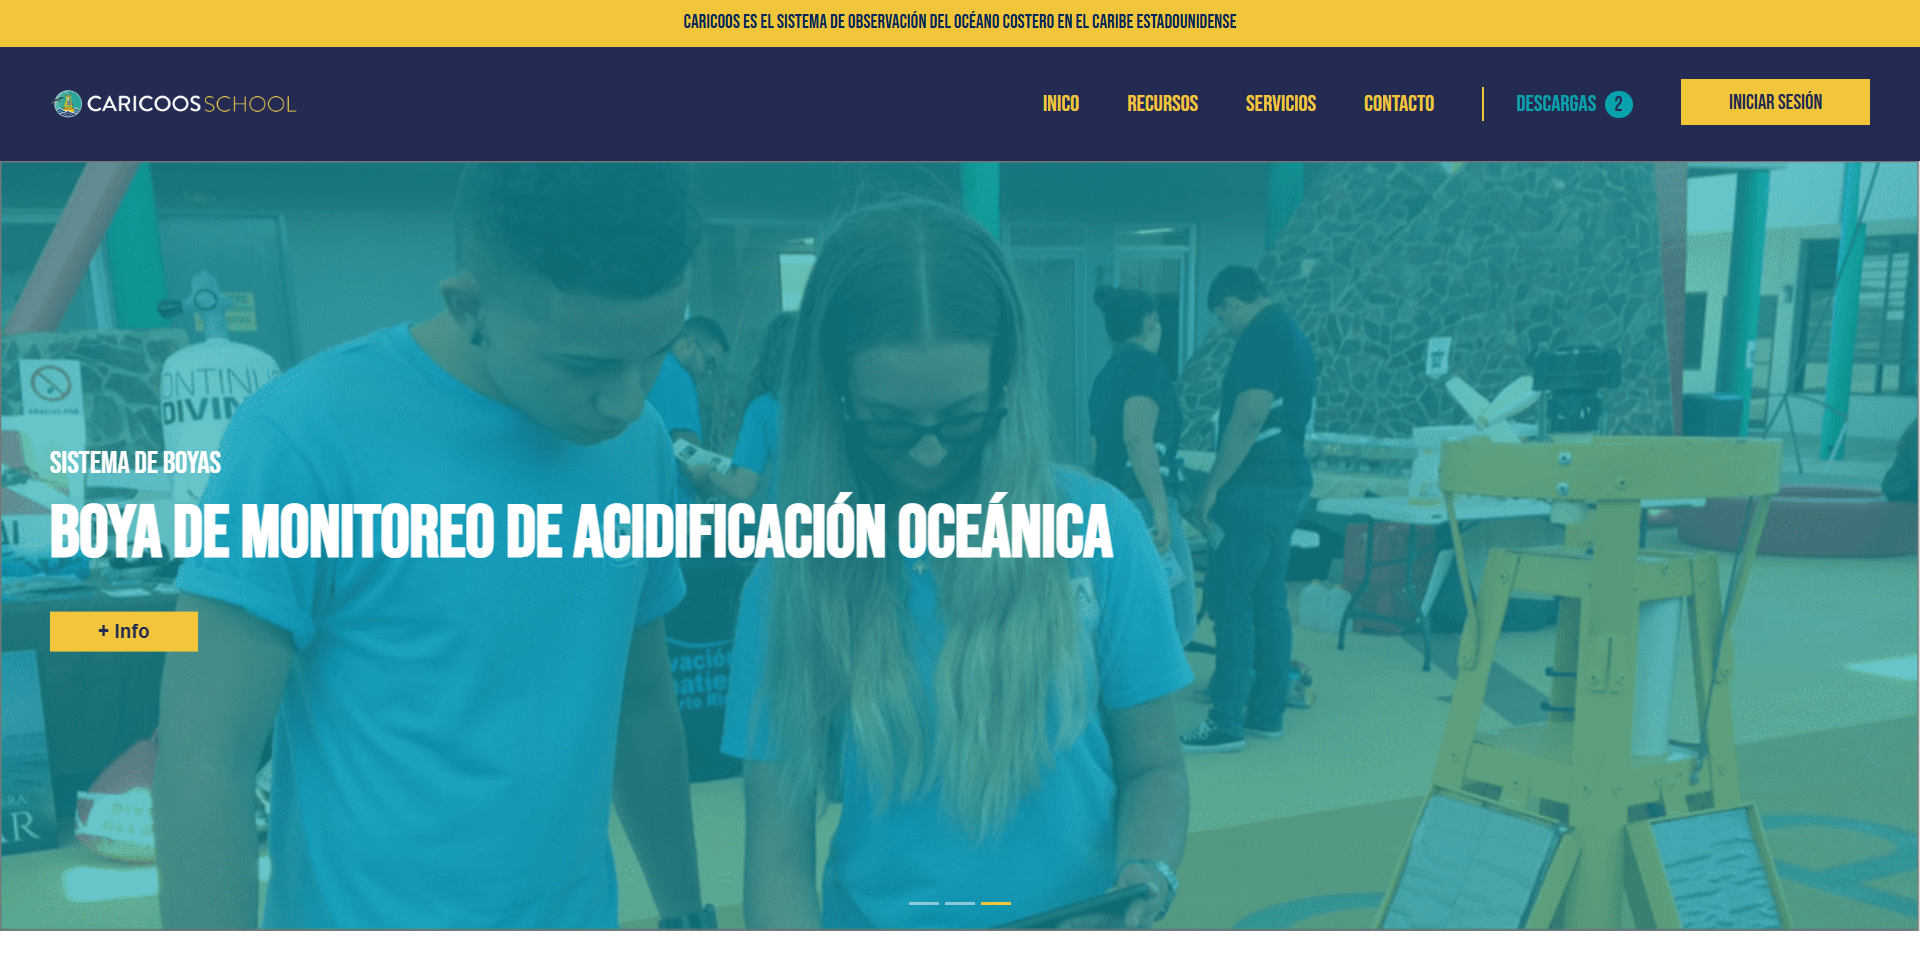 CARICOOS ES EL SISTEMA DE OBSERVACIÓN DEL OCÉANO COSTERO EN EL CARIBE ESTADOUNIDENSE
CARICOOS SCHOOL
INICO
RECURSOS
SERVICIOS
CONTACTO
DESCARGAS 2
INICIAR SESIÓN
SISTEMA DE BOYAS
BOYA DE MONITOREO DE ACIDIFICACIÓN OCEÁNICA
+ Info